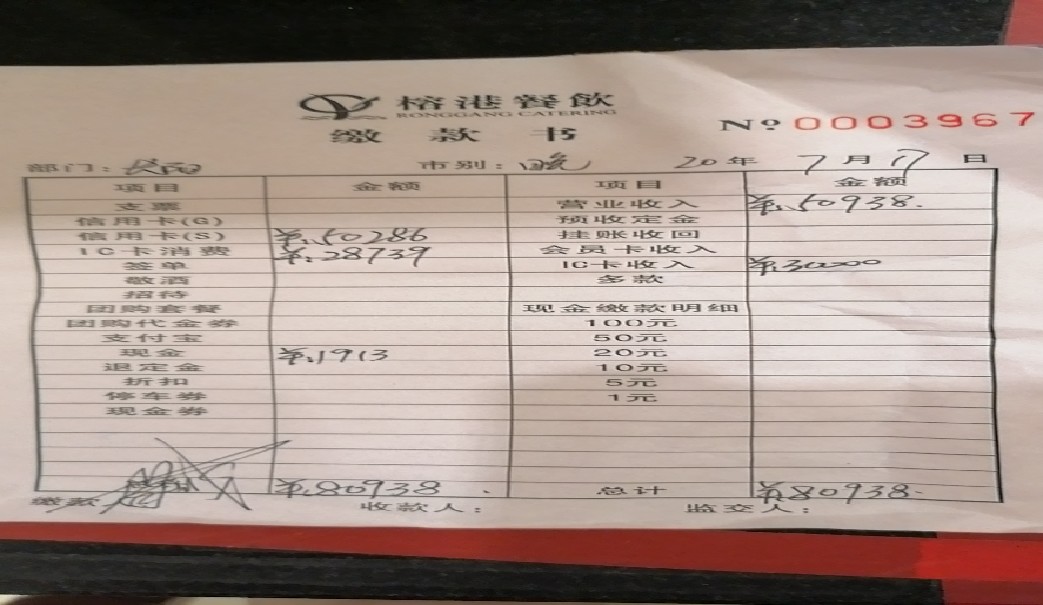 榕港餐飲
RONGGANG CATERING
缴款书 No 0003967
部门: 市别: 晚 20年7月17日
项目 金额 项目 金额
支票 营业收入 ¥:50938.
信用卡(G) 预收定金
信用卡(S) ¥:50286 挂账收回
IC卡消费 ¥:28739 会员卡收入
签单 IC卡收入 ¥:30000
敬酒 多款
招待
团购套餐 现金缴款明细
团购代金券 100元
支付宝 50元
现金 ¥:1913 20元
退定金 10元
折扣 5元
停车券 1元
现金券
¥:80938. 总计 ¥80938.
缴款 收款人: 监交人: